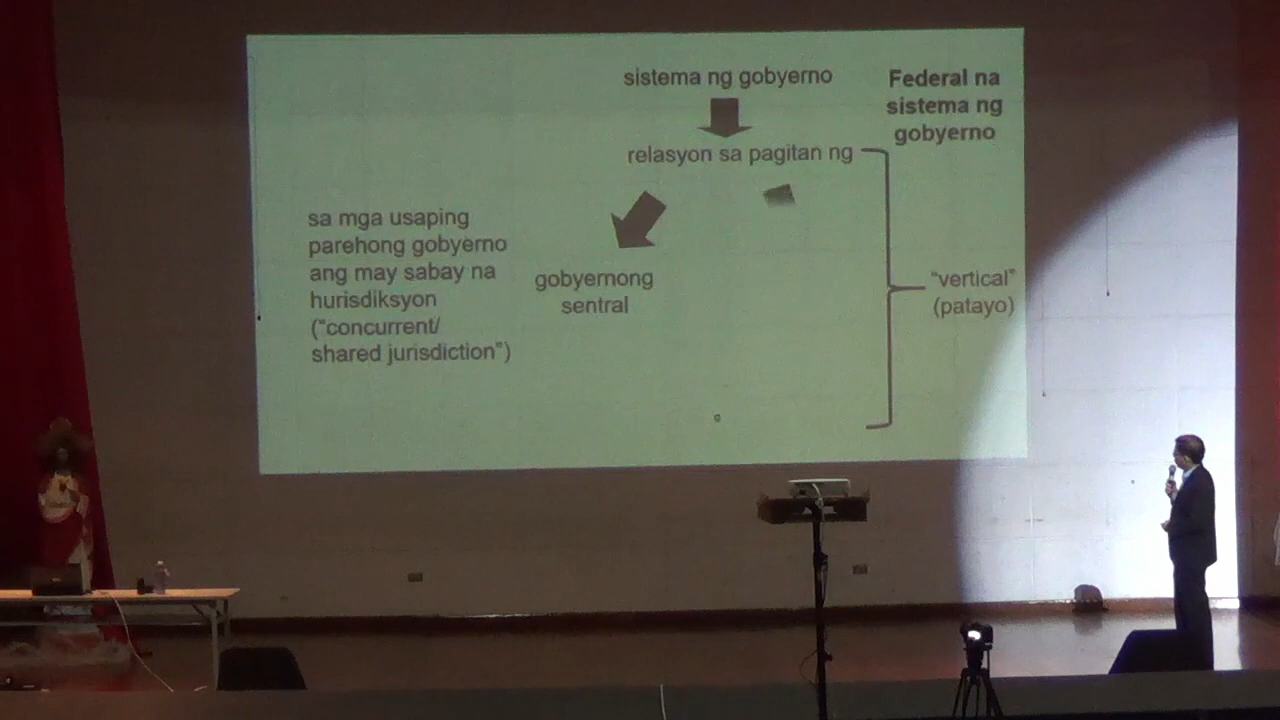 sistema ng gobyerno
Federal na
sistema ng
gobyerno
relasyon sa pagitan ng
sa mga usaping
parehong gobyerno
ang may sabay na
hurisdiksyon
("concurrent/
shared jurisdiction")
gobyernong
sentral
"vertical"
(patayo)